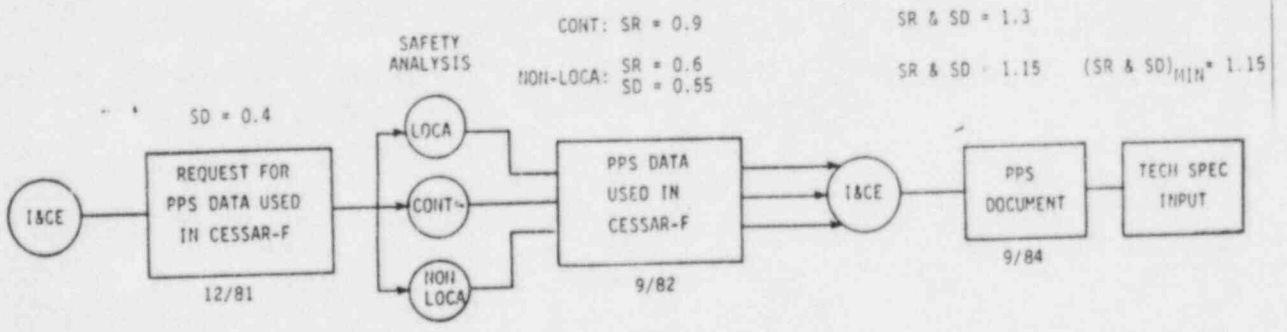 CONT: SR = 0.9
SR & SD = 1.3
SAFETY
ANALYSIS
NON-LOCA: SR = 0.6
SD = 0.55
SR & SD - 1.15 (SR & SD)MIN= 1.15
SD = 0.4
I&CE
REQUEST FOR
PPS DATA USED
IN CESSAR-F
12/81
LOCA
CONT
NON
LOCA
PPS DATA
USED IN
CESSAR-F
9/82
I&CE
PPS
DOCUMENT
9/84
TECH SPEC
INPUT